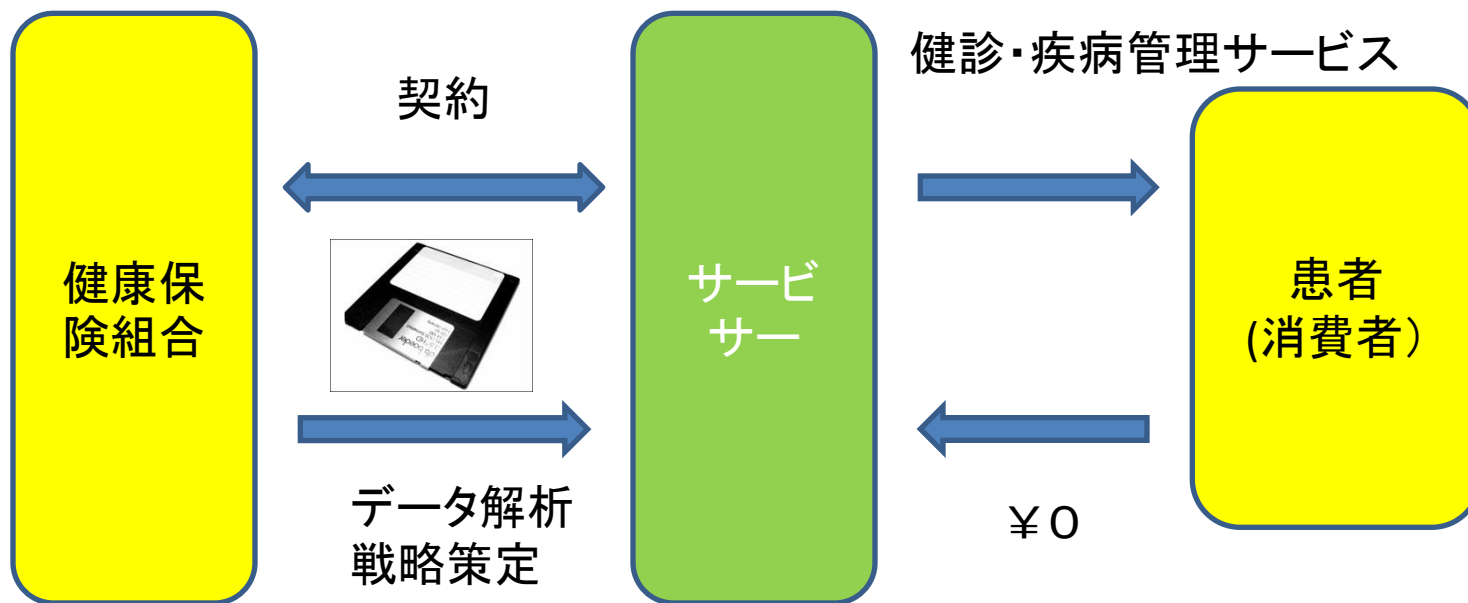 健診・疾病管理サービス
契約
健康保
険組合
サービ
サー
患者
(消費者）
データ解析
戦略策定
￥０